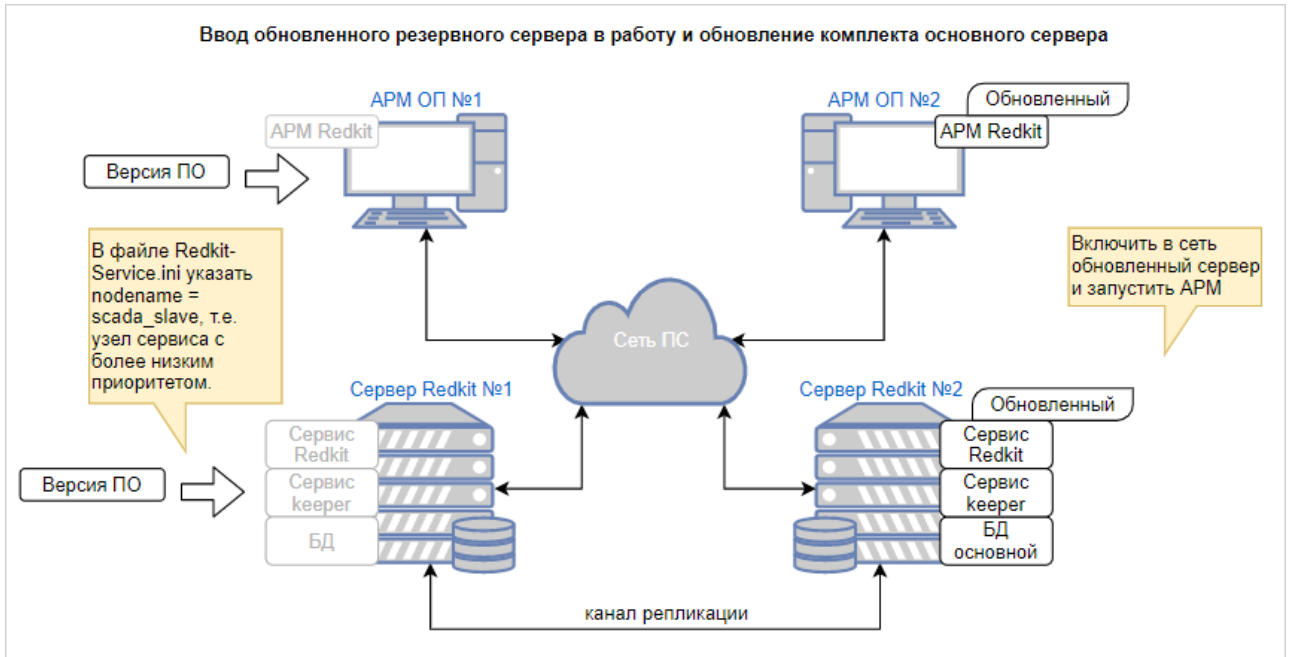 Ввод обновленного резервного сервера в работу и обновление комплекта основного сервера
АРМ ОП №1
АРМ Redkit
Версия ПО
АРМ ОП №2
Обновленный
АРМ Redkit
В файле Redkit-
Service.ini указать
nodename =
scada_slave, т.е.
узел сервиса с
более низким
приоритетом.
Включить в сеть
обновленный сервер
и запустить АРМ
Сеть ПС
Сервер Redkit №1
Сервис
Redkit
Сервис
keeper
БД
Версия ПО
Сервер Redkit №2
Обновленный
Сервис
Redkit
Сервис
keeper
БД
основной
канал репликации